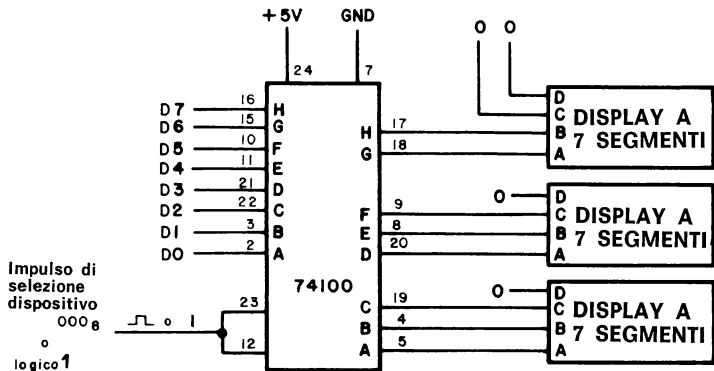 +5V GND
0 0
24 7
D7 16 H
D6 15 G
D5 10 F
D4 11 E
D3 21 D
D2 22 C
D1 3 B
D0 2 A
74100
H 17
G 18
F 9
E 8
D 20
C 19
B 4
A 5
23
12
Impulso di
selezione
dispositivo
000₈ o 1
o
logico 1
D
C DISPLAY A
B 7 SEGMENTI
A
0 D
C DISPLAY A
B 7 SEGMENTI
A
0 D
C DISPLAY A
B 7 SEGMENTI
A